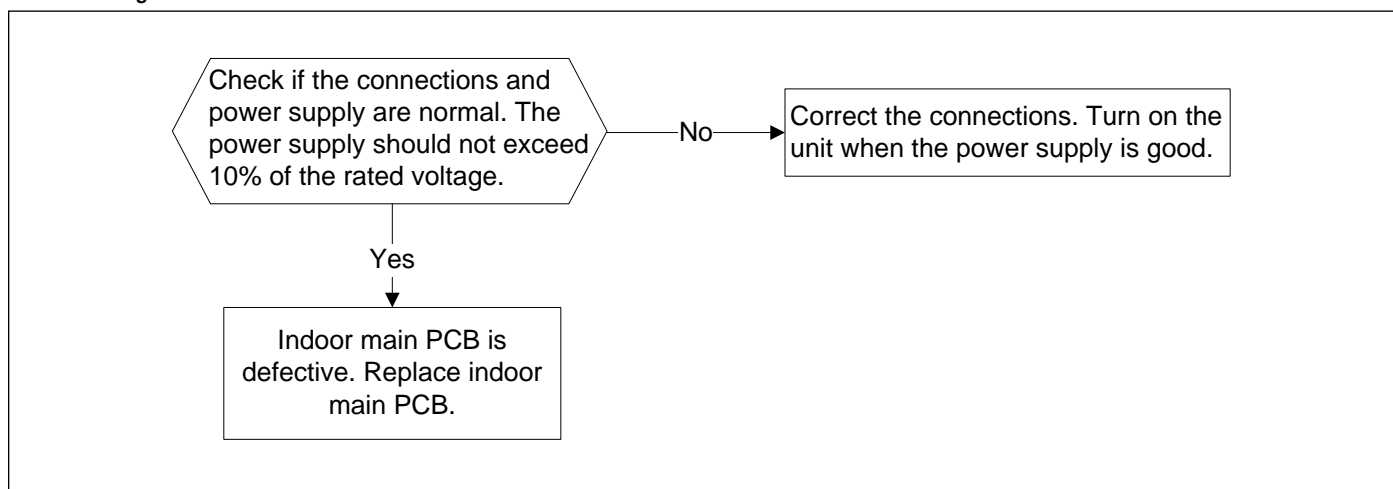 Check if the connections and
power supply are normal. The
power supply should not exceed
10% of the rated voltage.
No
Correct the connections. Turn on the
unit when the power supply is good.
Yes
Indoor main PCB is
defective. Replace indoor
main PCB.